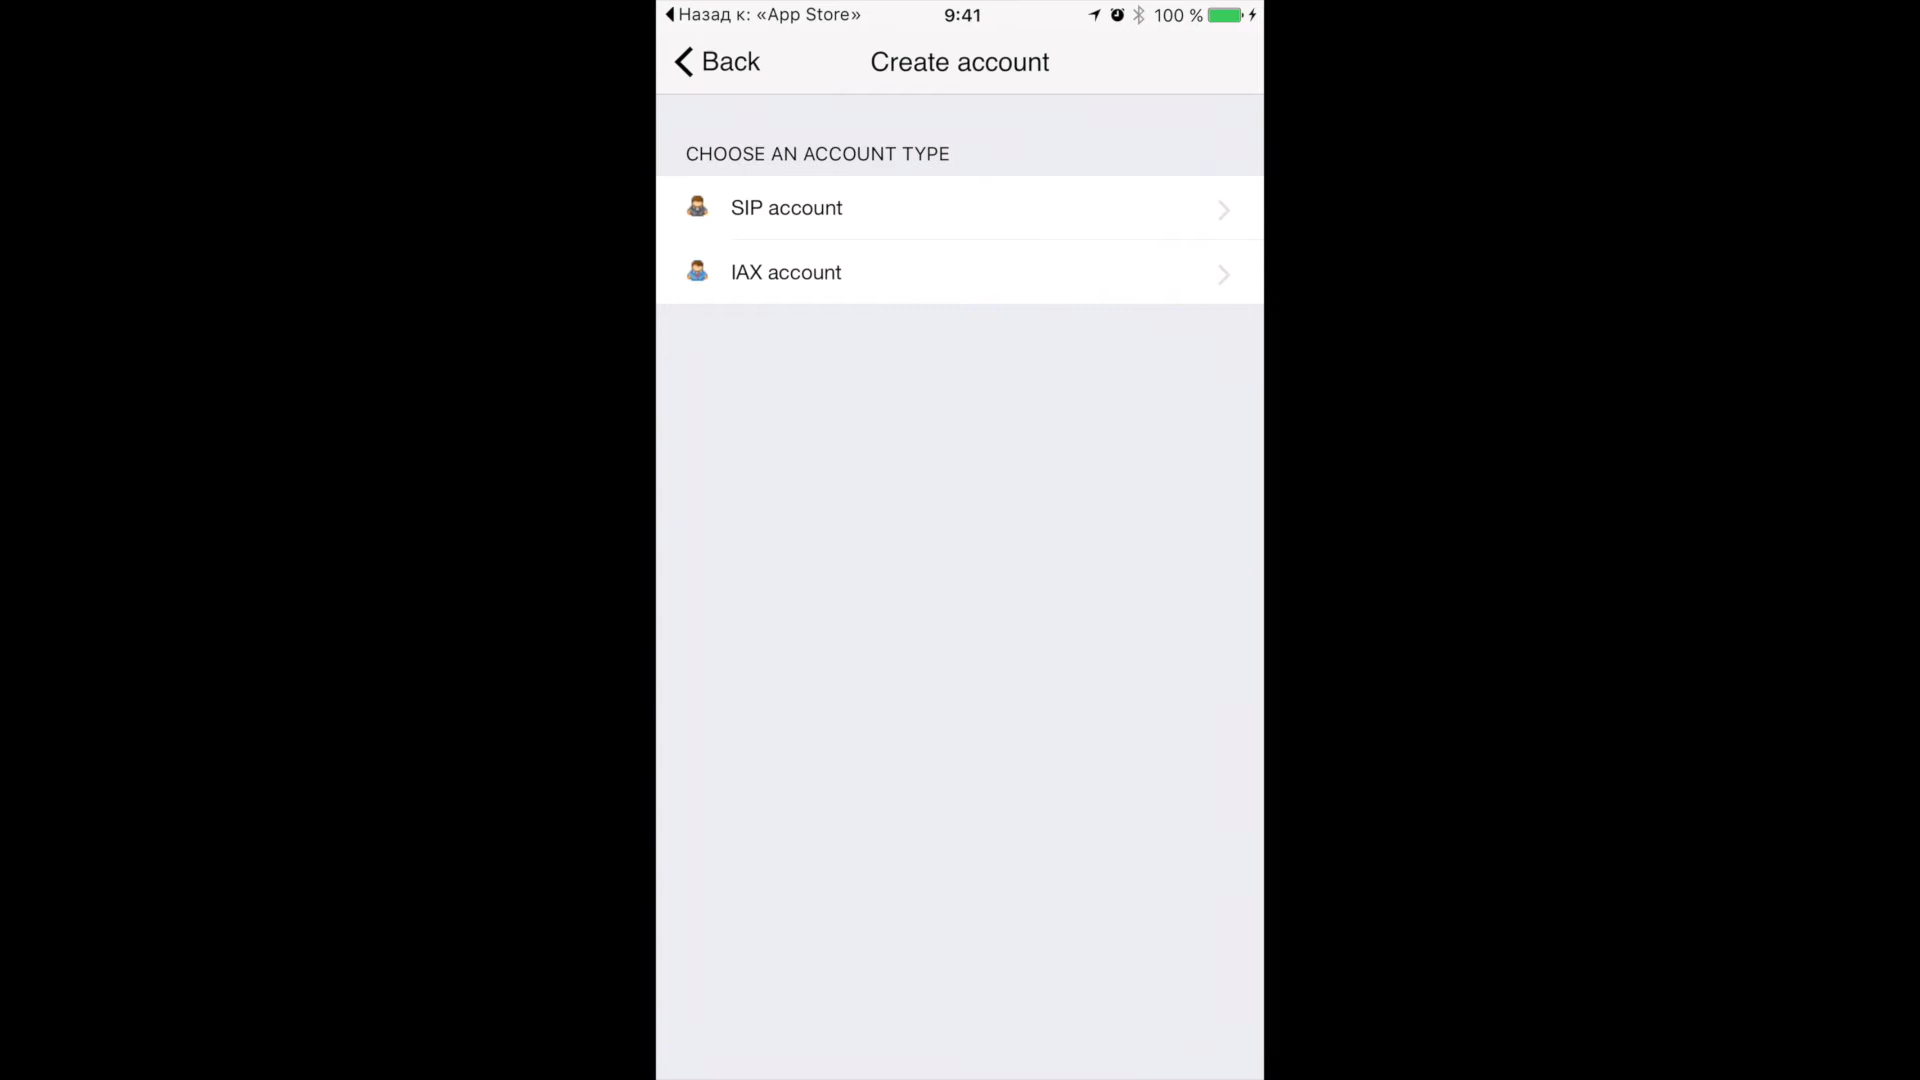 Назад к: «App Store» 9:41 100 %
Back Create account
CHOOSE AN ACCOUNT TYPE
SIP account
IAX account